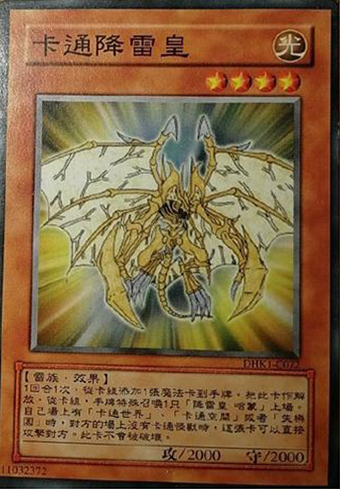 卡通降雷皇
光
DHK1-C072
【雷族·效果】
1回合1次，從卡組添加1張魔法卡到手牌。把此卡作解
放，從卡組，手牌特殊召喚1只「降雷皇 哈蒙」上場。
自己場上有「卡通世界」、「卡通空間」或者「失樂
園」時，對方的場上沒有卡通怪獸時，這張卡可以直接
攻擊對方。此卡不會被破壞。
攻/2000 守/2000
11032372